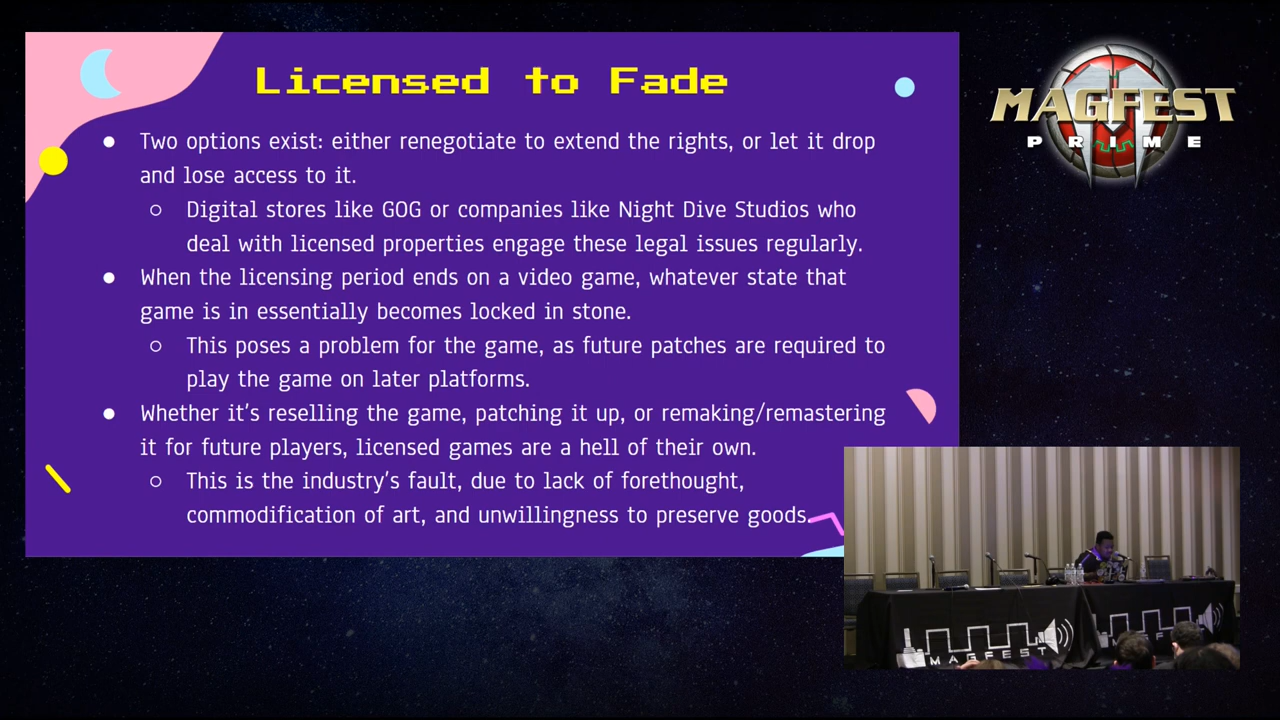 Licensed to Fade
● Two options exist: either renegotiate to extend the rights, or let it drop
and lose access to it.
○ Digital stores like GOG or companies like Night Dive Studios who
deal with licensed properties engage these legal issues regularly.
● When the licensing period ends on a video game, whatever state that
game is in essentially becomes locked in stone.
○ This poses a problem for the game, as future patches are required to
play the game on later platforms.
● Whether it's reselling the game, patching it up, or remaking/remastering
it for future players, licensed games are a hell of their own.
○ This is the industry's fault, due to lack of forethought,
commodification of art, and unwillingness to preserve goods.
MAGFEST
PRIME
MAGFEST
MAGFEST